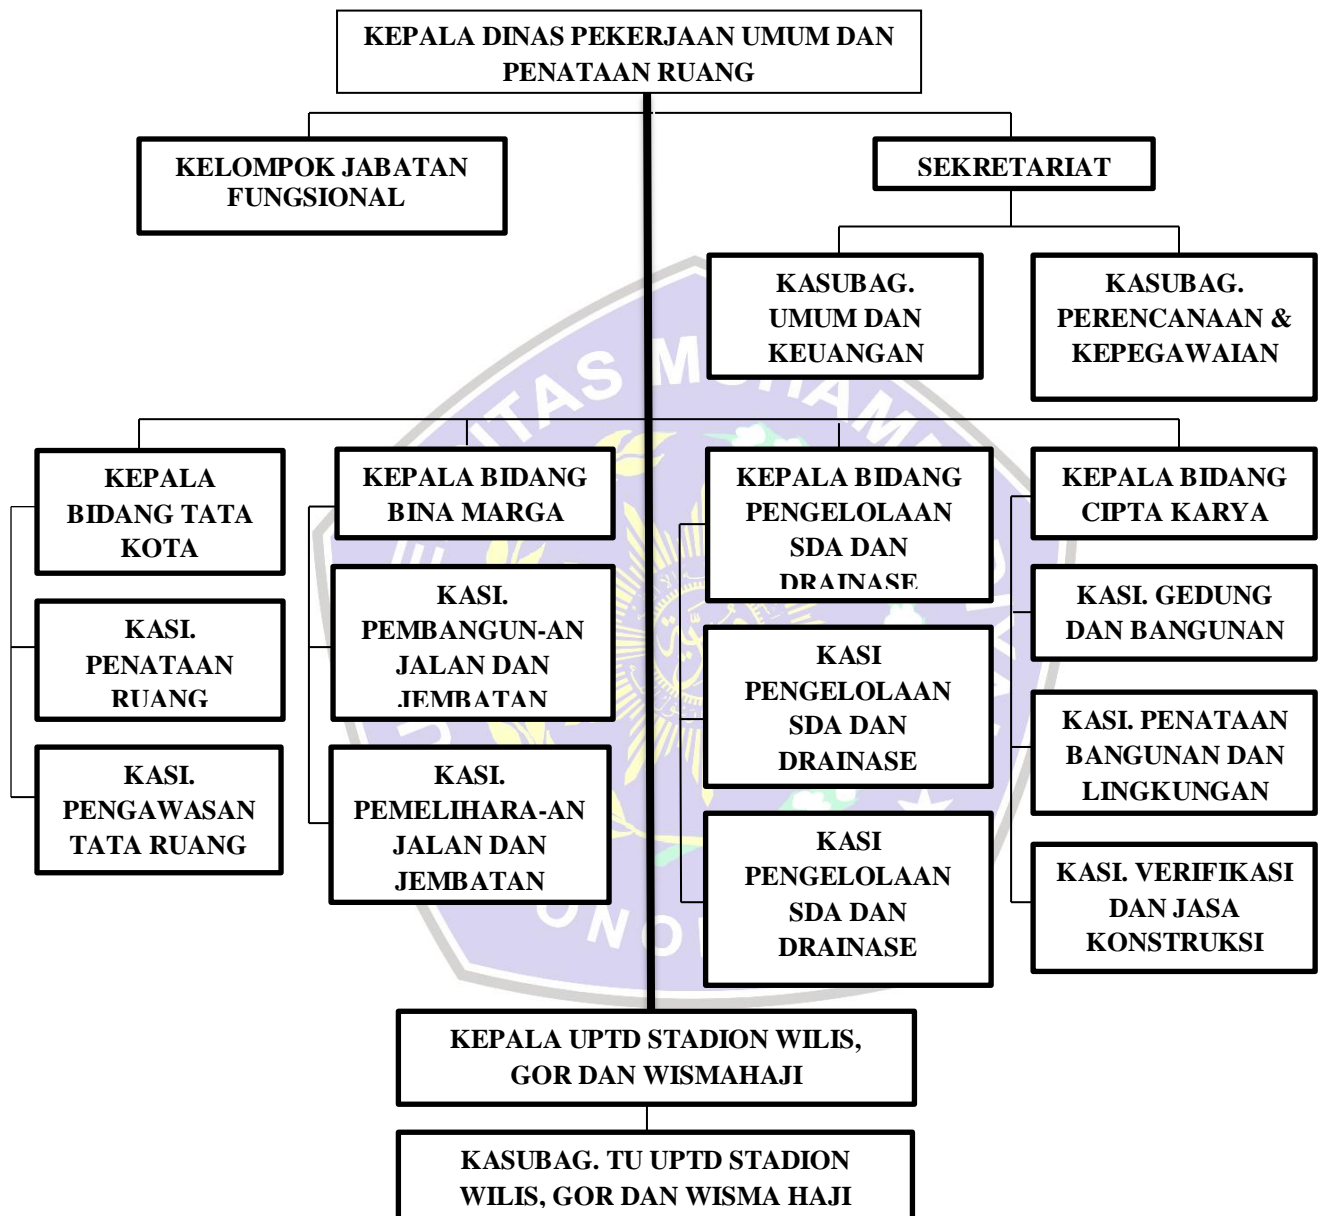 KEPALA DINAS PEKERJAAN UMUM DAN
PENATAAN RUANG
KELOMPOK JABATAN
FUNGSIONAL
SEKRETARIAT
KASUBAG.
UMUM DAN
KEUANGAN
KASUBAG.
PERENCANAAN &
KEPEGAWAIAN
KEPALA
BIDANG TATA
KOTA
KASI.
PENATAAN
RUANG
KASI.
PENGAWASAN
TATA RUANG
KEPALA BIDANG
BINA MARGA
KASI.
PEMBANGUN-AN
JALAN DAN
JEMBATAN
KASI.
PEMELIHARA-AN
JALAN DAN
JEMBATAN
KEPALA BIDANG
PENGELOLAAN
SDA DAN
DRAINASE
KASI
PENGELOLAAN
SDA DAN
DRAINASE
KASI
PENGELOLAAN
SDA DAN
DRAINASE
KEPALA BIDANG
CIPTA KARYA
KASI. GEDUNG
DAN BANGUNAN
KASI. PENATAAN
BANGUNAN DAN
LINGKUNGAN
KASI. VERIFIKASI
DAN JASA
KONSTRUKSI
KEPALA UPTD STADION WILIS,
GOR DAN WISMAHAJI
KASUBAG. TU UPTD STADION
WILIS, GOR DAN WISMA HAJI